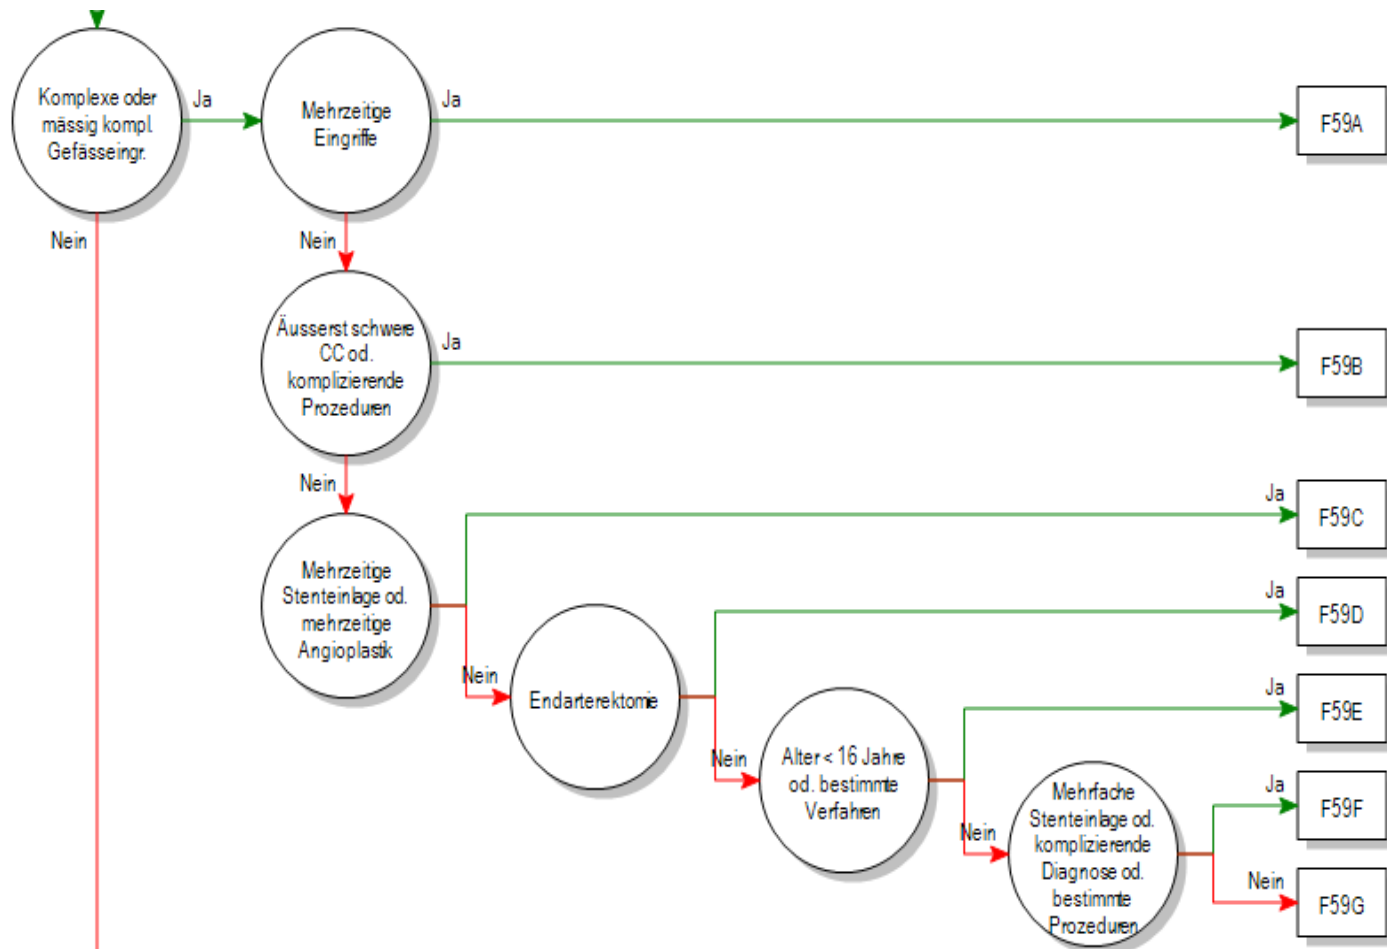 Komplexe oder
mässig kompl.
Gefässeingr.
Ja
Mehrzeitige
Eingriffe
Ja
F59A
Nein
Nein
Äusserst schwere
CC od.
komplizierende
Prozeduren
Ja
F59B
Nein
Mehrzeitige
Stenteinlage od.
mehrzeitige
Angioplastik
Ja
F59C
Nein
Endarterektomie
Ja
F59D
Nein
Alter < 16 Jahre
od. bestimmte
Verfahren
Ja
F59E
Nein
Mehrfache
Stenteinlage od.
komplizierende
Diagnose od.
bestimmte
Prozeduren
Ja
F59F
Nein
F59G